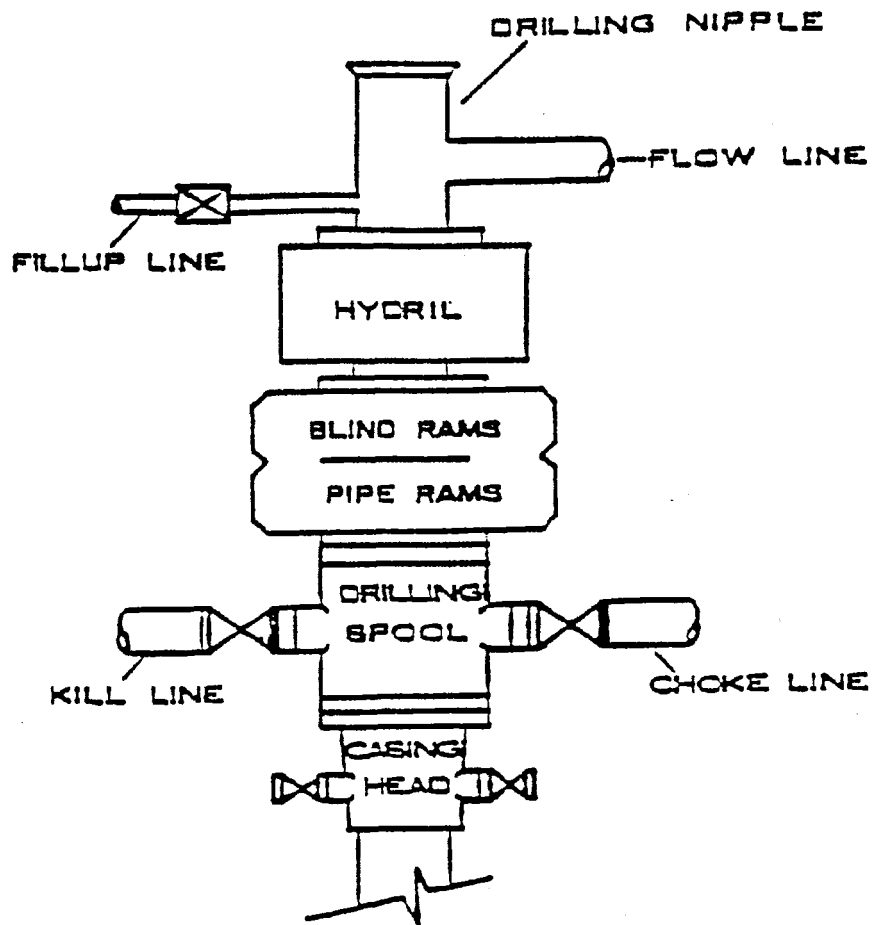 DRILLING NIPPLE
FLOW LINE
FILLUP LINE
HYDRIL
BLIND RAMS
PIPE RAMS
DRILLING
SPOOL
KILL LINE
CHOKE LINE
CASING
HEAD